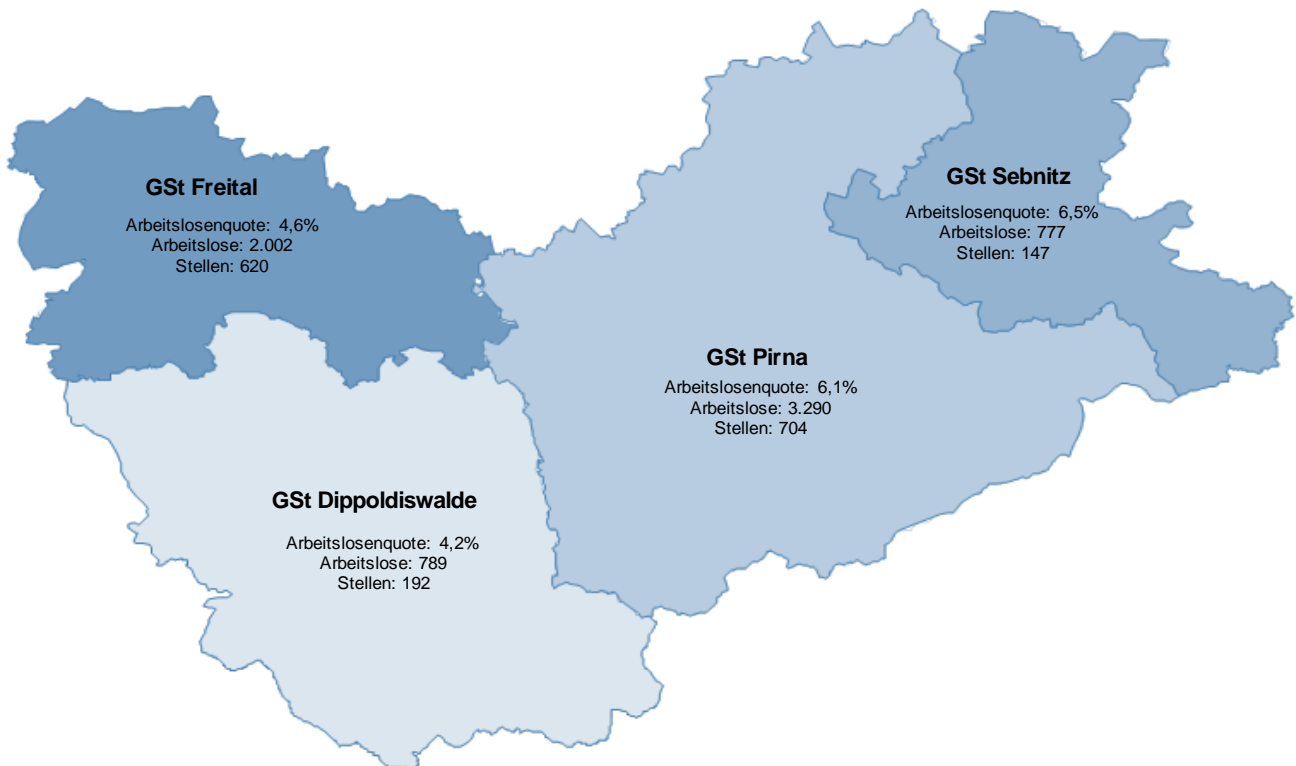 GSt Freital
Arbeitslosenquote: 4,6%
Arbeitslose: 2.002
Stellen: 620
GSt Sebnitz
Arbeitslosenquote: 6,5%
Arbeitslose: 777
Stellen: 147
GSt Pirna
Arbeitslosenquote: 6,1%
Arbeitslose: 3.290
Stellen: 704
GSt Dippoldiswalde
Arbeitslosenquote: 4,2%
Arbeitslose: 789
Stellen: 192